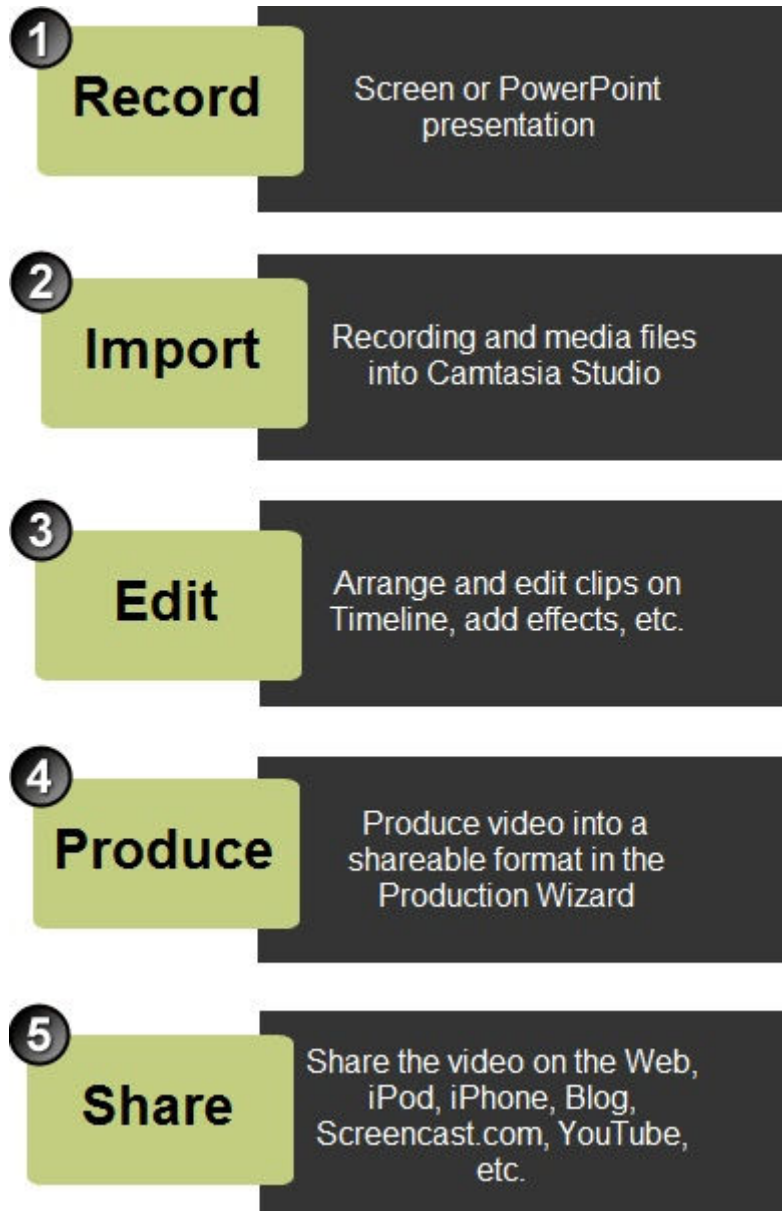 1
Record
Screen or PowerPoint
presentation
2
Import
Recording and media files
into Camtasia Studio
3
Edit
Arrange and edit clips on
Timeline, add effects, etc.
4
Produce
Produce video into a
shareable format in the
Production Wizard
5
Share
Share the video on the Web,
iPod, iPhone, Blog,
Screencast.com, YouTube,
etc.